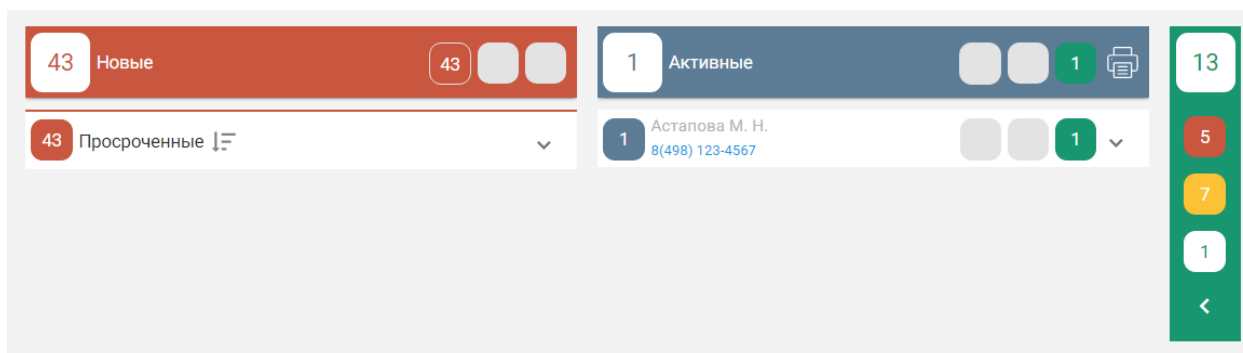 43 Новые 43
43 Просроченные
1 Активные 1
1 Астапова М. Н. 1
8(498) 123-4567
13
5
7
1